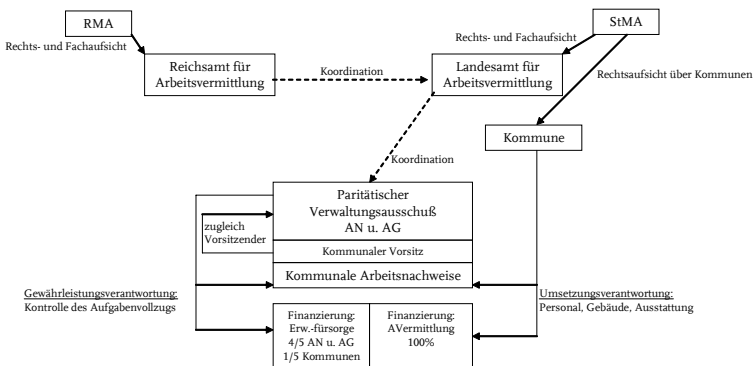 RMA
StMA
Rechts- und Fachaufsicht
Rechts- und Fachaufsicht
Reichsamt für
Arbeitsvermittlung
Koordination
Landesamt für
Arbeitsvermittlung
Rechtsaufsicht über Kommunen
Kommune
Koordination
Paritätischer
Verwaltungsausschuß
AN u. AG
zugleich
Vorsitzender
Kommunaler Vorsitz
Kommunale Arbeitsnachweise
Gewährleistungsverantwortung:
Kontrolle des Aufgabenvollzugs
Umsetzungsverantwortung:
Personal, Gebäude, Ausstattung
Finanzierung:
Erw.-fürsorge
4/5 AN u. AG
1/5 Kommunen
Finanzierung:
AVermittlung
100%